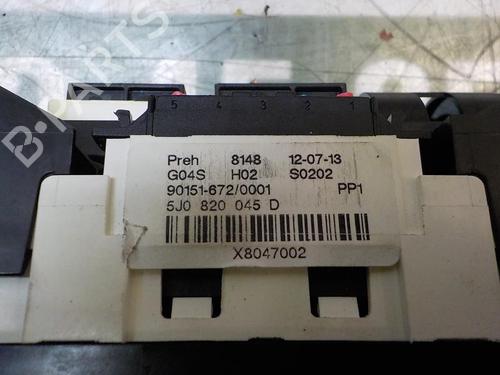 B-PARTS
5 4 3 2 1
Preh 8148 12-07-13
G04S H02 S0202
90151-672/0001 PP1
5J0 820 045 D
X8047002